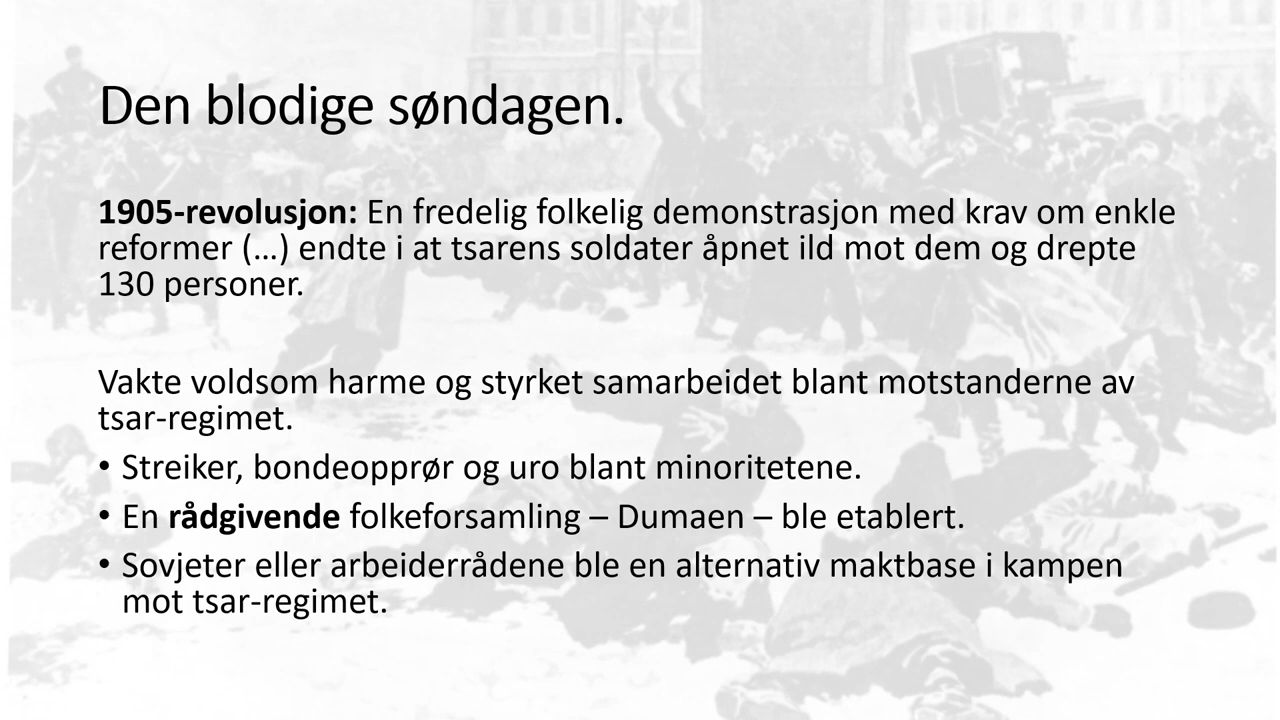 Den blodige søndagen.
1905-revolusjon: En fredelig folkelig demonstrasjon med krav om enkle
reformer (…) endte i at tsarens soldater åpnet ild mot dem og drepte
130 personer.
Vakte voldsom harme og styrket samarbeidet blant motstanderne av
tsar-regimet.
• Streiker, bondeopprør og uro blant minoritetene.
• En rådgivende folkeforsamling – Dumaen – ble etablert.
• Sovjeter eller arbeiderrådene ble en alternativ maktbase i kampen
mot tsar-regimet.